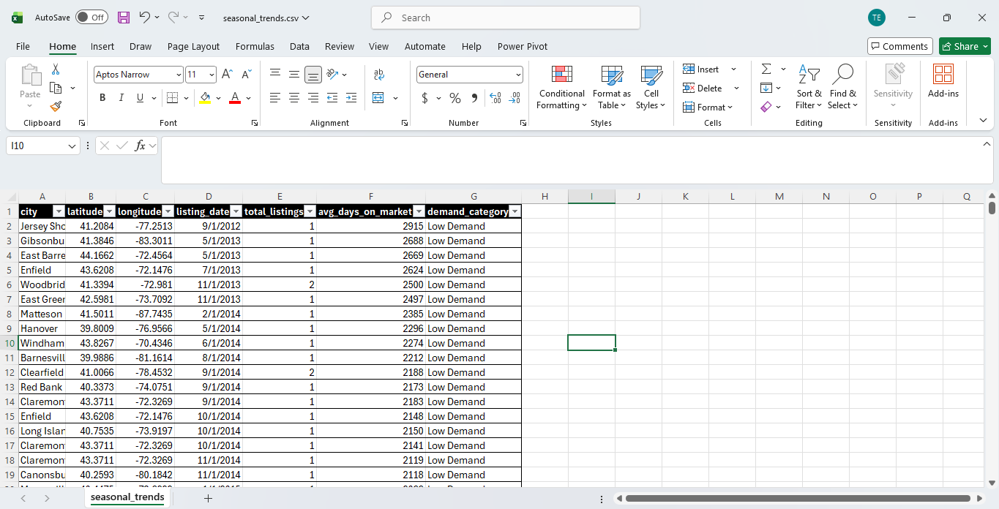 AutoSave Off seasonal_trends.csv Search TE
File Home Insert Draw Page Layout Formulas Data Review View Automate Help Power Pivot Comments Share
Paste
Clipboard
Aptos Narrow 11 A A
B I U A
Font
ab
Alignment
General
$ % 9 .00 .00
Number
Conditional Formatting
Format as Table
Cell Styles
Styles
Insert
Delete
Format
Cells
Sort & Filter
Find & Select
Editing
Sensitivity
Sensitivity
Add-ins
Add-ins
I10 fx
A B C D E F G H I J K L M N O P Q
1 city latitude longitude listing_date total_listings avg_days_on_market demand_category
2 Jersey Sho 41.2084 -77.2513 9/1/2012 1 2915 Low Demand
3 Gibsonbu 41.3846 -83.3011 5/1/2013 1 2688 Low Demand
4 East Barre 44.1662 -72.4564 5/1/2013 1 2669 Low Demand
5 Enfield 43.6208 -72.1476 7/1/2013 1 2624 Low Demand
6 Woodbrid 41.3394 -72.981 11/1/2013 2 2500 Low Demand
7 East Green 42.5981 -73.7092 11/1/2013 1 2497 Low Demand
8 Matteson 41.5011 -87.7435 2/1/2014 1 2385 Low Demand
9 Hanover 39.8009 -76.9566 5/1/2014 1 2296 Low Demand
10 Windham 43.8267 -70.4346 6/1/2014 1 2274 Low Demand
11 Barnesvill 39.9886 -81.1614 8/1/2014 1 2212 Low Demand
12 Clearfield 41.0066 -78.4532 9/1/2014 2 2188 Low Demand
13 Red Bank 40.3373 -74.0751 9/1/2014 1 2173 Low Demand
14 Claremont 43.3711 -72.3269 9/1/2014 1 2183 Low Demand
15 Enfield 43.6208 -72.1476 10/1/2014 1 2148 Low Demand
16 Long Islan 40.7535 -73.9197 10/1/2014 1 2150 Low Demand
17 Claremont 43.3711 -72.3269 10/1/2014 1 2141 Low Demand
18 Claremont 43.3711 -72.3269 11/1/2014 1 2119 Low Demand
19 Canonsbu 40.2593 -80.1842 11/1/2014 1 2118 Low Demand
seasonal_trends